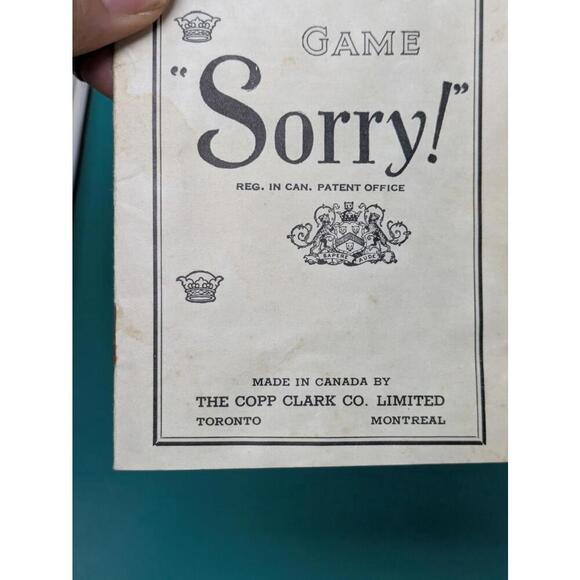 GAME
"Sorry!"
REG. IN CAN. PATENT OFFICE
SAPERE AUDE
MADE IN CANADA BY
THE COPP CLARK CO. LIMITED
TORONTO MONTREAL